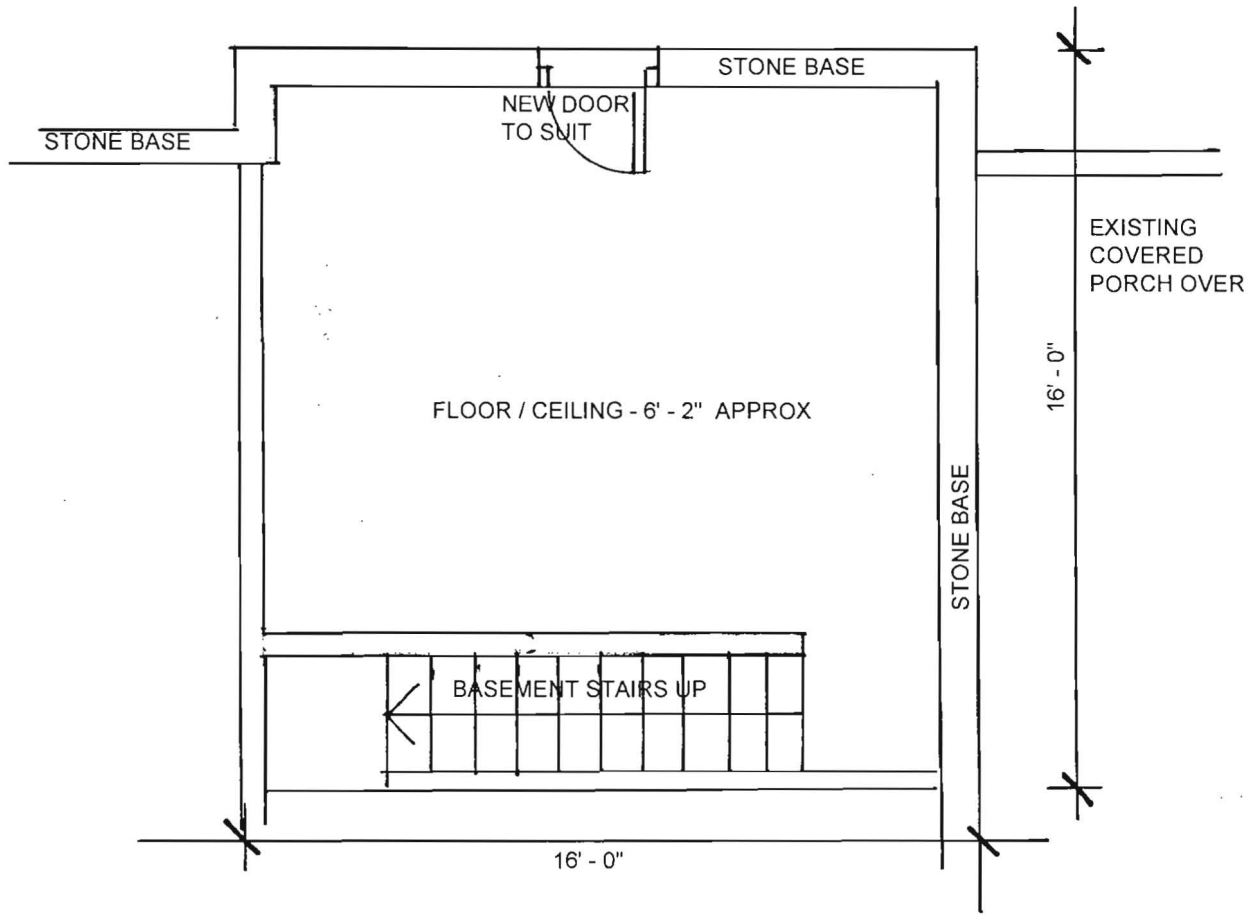 STONE BASE
NEW DOOR
TO SUIT
STONE BASE
EXISTING
COVERED
PORCH OVER
16' - 0"
FLOOR / CEILING - 6' - 2" APPROX
STONE BASE
BASEMENT STAIRS UP
16' - 0"